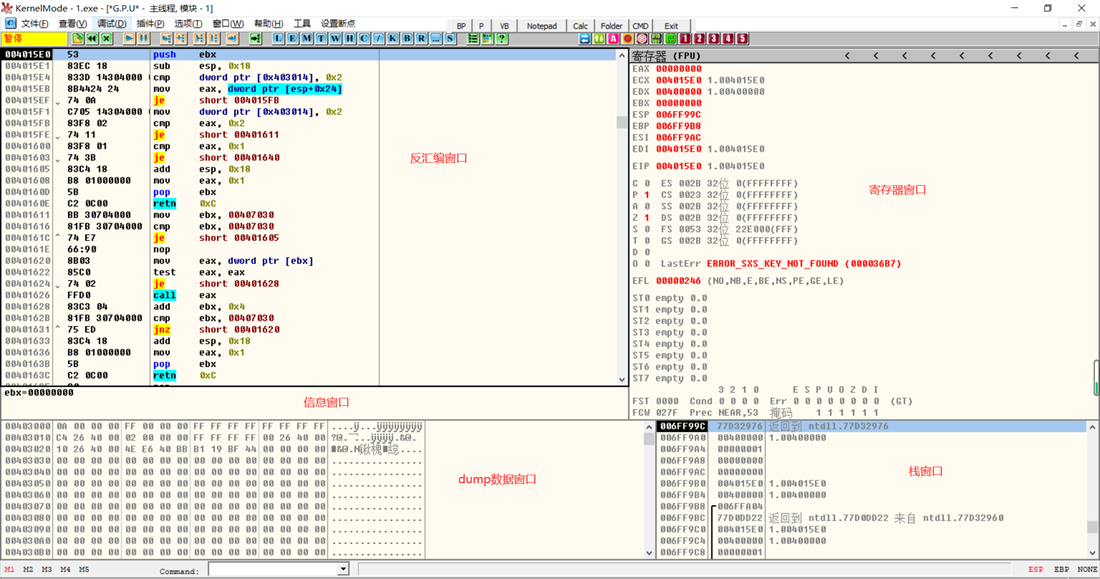 KernelMode - 1.exe - [*G.P.U* - 主线程, 模块 - 1]
文件(F) 查看(V) 调试(D) 插件(P) 选项(T) 窗口(W) 帮助(H) 工具 设置断点
BP P VB Notepad Calc Folder CMD Exit
暂停
L E M T W H C / K B R ... S
1 2 3 4 5
004015E0 53 push ebx
004015E1 83EC 18 sub esp, 0x18
004015E4 833D 14304000 cmp dword ptr [0x403014], 0x2
004015EB 8B4424 24 mov eax, dword ptr [esp+0x24]
004015EF 74 0A je short 004015FB
004015F1 C705 14304000 mov dword ptr [0x403014], 0x2
004015FB 83F8 02 cmp eax, 0x2
004015FE 74 11 je short 00401611
00401600 83F8 01 cmp eax, 0x1
00401603 74 3B je short 00401640
00401605 83C4 18 add esp, 0x18
00401608 B8 01000000 mov eax, 0x1
0040160D 5B pop ebx
0040160E C2 0C00 retn 0xC
00401611 BB 30704000 mov ebx, 00407030
00401616 81FB 30704000 cmp ebx, 00407030
0040161C 74 E7 je short 00401605
0040161E 66:90 nop
00401620 8B03 mov eax, dword ptr [ebx]
00401622 85C0 test eax, eax
00401624 74 02 je short 00401628
00401626 FFD0 call eax
00401628 83C3 04 add ebx, 0x4
0040162B 81FB 30704000 cmp ebx, 00407030
00401631 75 ED jnz short 00401620
00401633 83C4 18 add esp, 0x18
00401636 B8 01000000 mov eax, 0x1
0040163B 5B pop ebx
0040163C C2 0C00 retn 0xC
反汇编窗口
寄存器 (FPU) < < < < < < < < <
EAX 00000000
ECX 004015E0 1.004015E0
EDX 00400000 1.00400000
EBX 00000000
ESP 006FF99C
EBP 006FF9B8
ESI 006FF9AC
EDI 004015E0 1.004015E0
EIP 004015E0 1.004015E0
C 0 ES 002B 32位 0(FFFFFFFF)
P 1 CS 0023 32位 0(FFFFFFFF)
A 0 SS 002B 32位 0(FFFFFFFF)
Z 1 DS 002B 32位 0(FFFFFFFF)
S 0 FS 0053 32位 22E000(FFF)
T 0 GS 002B 32位 0(FFFFFFFF)
D 0
O 0 LastErr ERROR_SXS_KEY_NOT_FOUND (000036B7)
EFL 00000246 (NO,NB,E,BE,NS,PE,GE,LE)
ST0 empty 0.0
ST1 empty 0.0
ST2 empty 0.0
ST3 empty 0.0
ST4 empty 0.0
ST5 empty 0.0
ST6 empty 0.0
ST7 empty 0.0
3 2 1 0 E S P U O Z D I
FST 0000 Cond 0 0 0 0 Err 0 0 0 0 0 0 0 0 (GT)
FCW 027F Prec NEAR,53 掩码 1 1 1 1 1 1
寄存器窗口
ebx=00000000
信息窗口
00403000 0A 00 00 00 FF 00 00 00 FF FF FF FF FF FF FF FF
00403010 C4 26 40 00 02 00 00 00 FF FF FF FF 00 26 40 00
00403020 10 26 40 00 4E E6 40 BB B1 19 BF 44 00 00 00 00
00 00 00 00 00 00 00 00 00 00 00 00 00 00 00 00
00 00 00 00 00 00 00 00 00 00 00 00 00 00 00 00
00403050 00 00 00 00 00 00 00 00 00 00 00 00 00 00 00 00
00403060 00 00 00 00 00 00 00 00 00 00 00 00 00 00 00 00
00403070 00 00 00 00 00 00 00 00 00 00 00 00 00 00 00 00
00403080 00 00 00 00 00 00 00 00 00 00 00 00 00 00 00 00
00403090 00 00 00 00 00 00 00 00 00 00 00 00 00 00 00 00
004030A0 00 00 00 00 00 00 00 00 00 00 00 00 00 00 00 00
004030B0 00 00 00 00 00 00 00 00 00 00 00 00 00 00 00 00
dump数据窗口
006FF99C 77D32976 返回到 ntdll.77D32976
006FF9A0 00400000 1.00400000
006FF9A4 00000001
006FF9A8 00000000
006FF9AC 00000000
006FF9B0 004015E0 1.004015E0
006FF9B4 00400000 1.00400000
006FF9B8 006FFA04
006FF9BC 77D0DD22 返回到 ntdll.77D0DD22 来自 ntdll.77D32960
006FF9C0 004015E0 1.004015E0
006FF9C4 00400000 1.00400000
006FF9C8 00000001
栈窗口
M1 M2 M3 M4 M5 Command: ESP EBP NONE